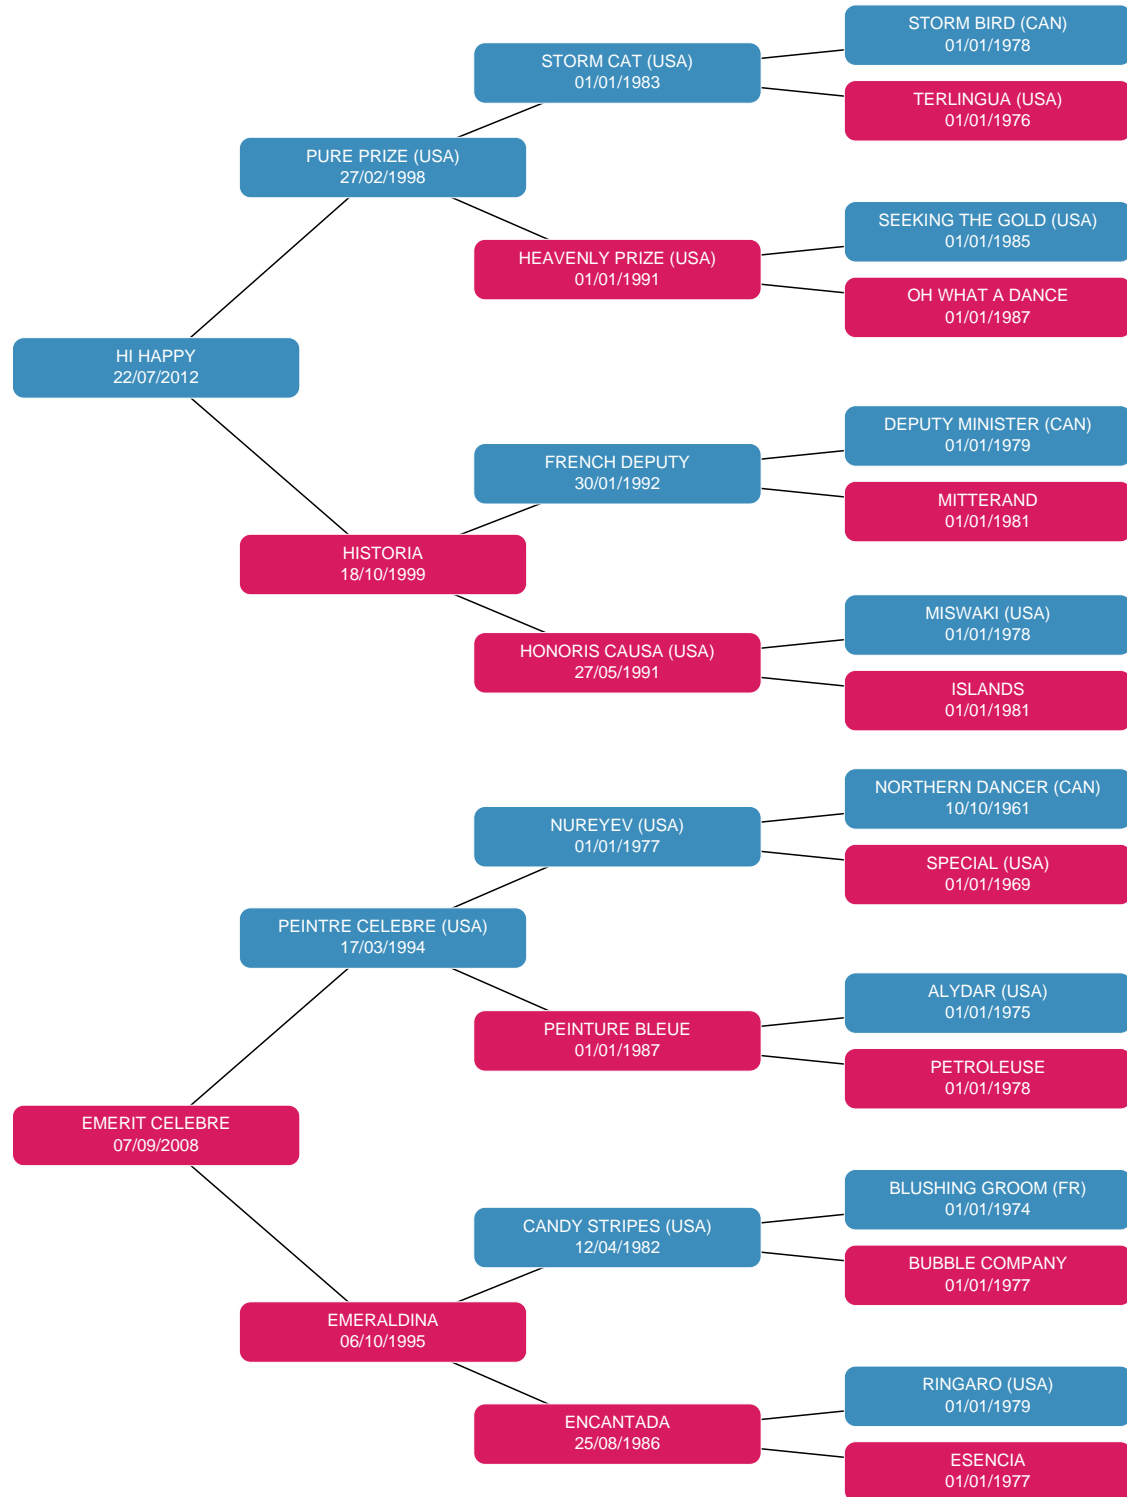 STORM BIRD (CAN)
01/01/1978
STORM CAT (USA)
01/01/1983
TERLINGUA (USA)
01/01/1976
PURE PRIZE (USA)
27/02/1998
SEEKING THE GOLD (USA)
01/01/1985
HEAVENLY PRIZE (USA)
01/01/1991
OH WHAT A DANCE
01/01/1987
HI HAPPY
22/07/2012
DEPUTY MINISTER (CAN)
01/01/1979
FRENCH DEPUTY
30/01/1992
MITTERAND
01/01/1981
HISTORIA
18/10/1999
MISWAKI (USA)
01/01/1978
HONORIS CAUSA (USA)
27/05/1991
ISLANDS
01/01/1981
NORTHERN DANCER (CAN)
10/10/1961
NUREYEV (USA)
01/01/1977
SPECIAL (USA)
01/01/1969
PEINTRE CELEBRE (USA)
17/03/1994
ALYDAR (USA)
01/01/1975
PEINTURE BLEUE
01/01/1987
PETROLEUSE
01/01/1978
EMERIT CELEBRE
07/09/2008
BLUSHING GROOM (FR)
01/01/1974
CANDY STRIPES (USA)
12/04/1982
BUBBLE COMPANY
01/01/1977
EMERALDINA
06/10/1995
RINGARO (USA)
01/01/1979
ENCANTADA
25/08/1986
ESENCIA
01/01/1977